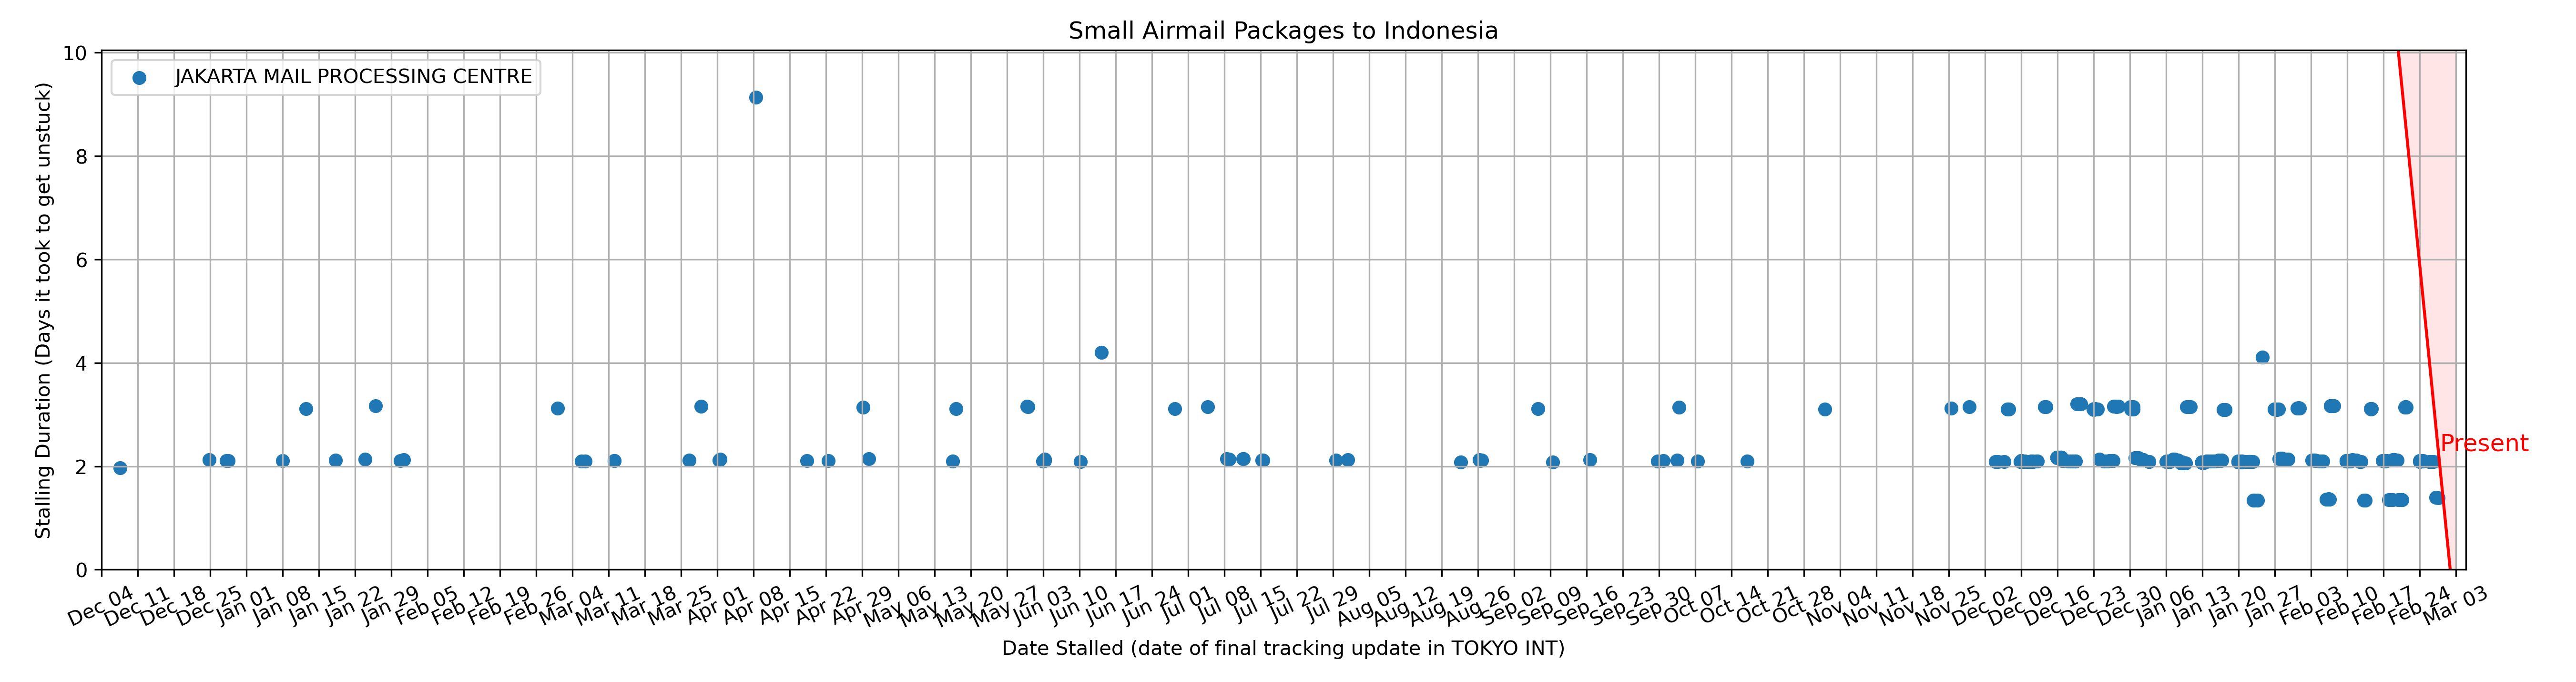 Small Airmail Packages to Indonesia
JAKARTA MAIL PROCESSING CENTRE
Stalling Duration (Days it took to get unstuck)
10
8
6
4
2
0
Present
Dec 04 Dec 11 Dec 18 Dec 25 Jan 01 Jan 08 Jan 15 Jan 22 Jan 29 Feb 05 Feb 12 Feb 19 Feb 26 Mar 04 Mar 11 Mar 18 Mar 25 Apr 01 Apr 08 Apr 15 Apr 22 Apr 29 May 06 May 13 May 20 May 27 Jun 03 Jun 10 Jun 17 Jun 24 Jul 01 Jul 08 Jul 15 Jul 22 Jul 29 Aug 05 Aug 12 Aug 19 Aug 26 Sep 02 Sep 09 Sep 16 Sep 23 Sep 30 Oct 07 Oct 14 Oct 21 Oct 28 Nov 04 Nov 11 Nov 18 Nov 25 Dec 02 Dec 09 Dec 16 Dec 23 Dec 30 Jan 06 Jan 13 Jan 20 Jan 27 Feb 03 Feb 10 Feb 17 Feb 24 Mar 03
Date Stalled (date of final tracking update in TOKYO INT)